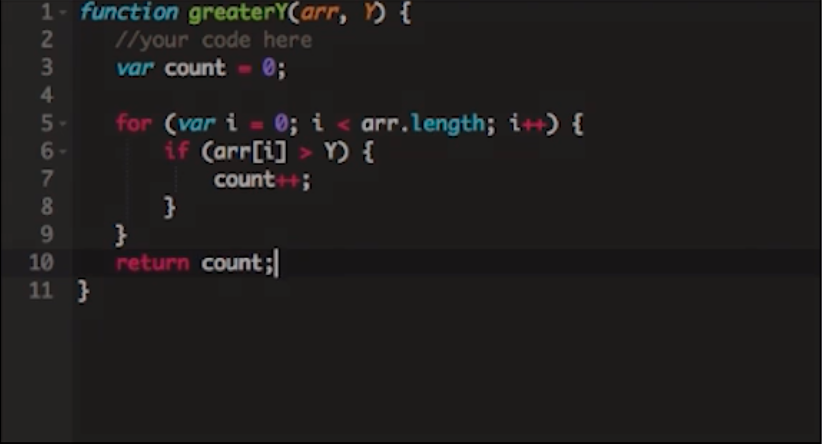 1 function greaterY(arr, Y) {
2 //your code here
3 var count = 0;
4
5 for (var i = 0; i < arr.length; i++) {
6 if (arr[i] > Y) {
7 count++;
8 }
9 }
10 return count;
11 }